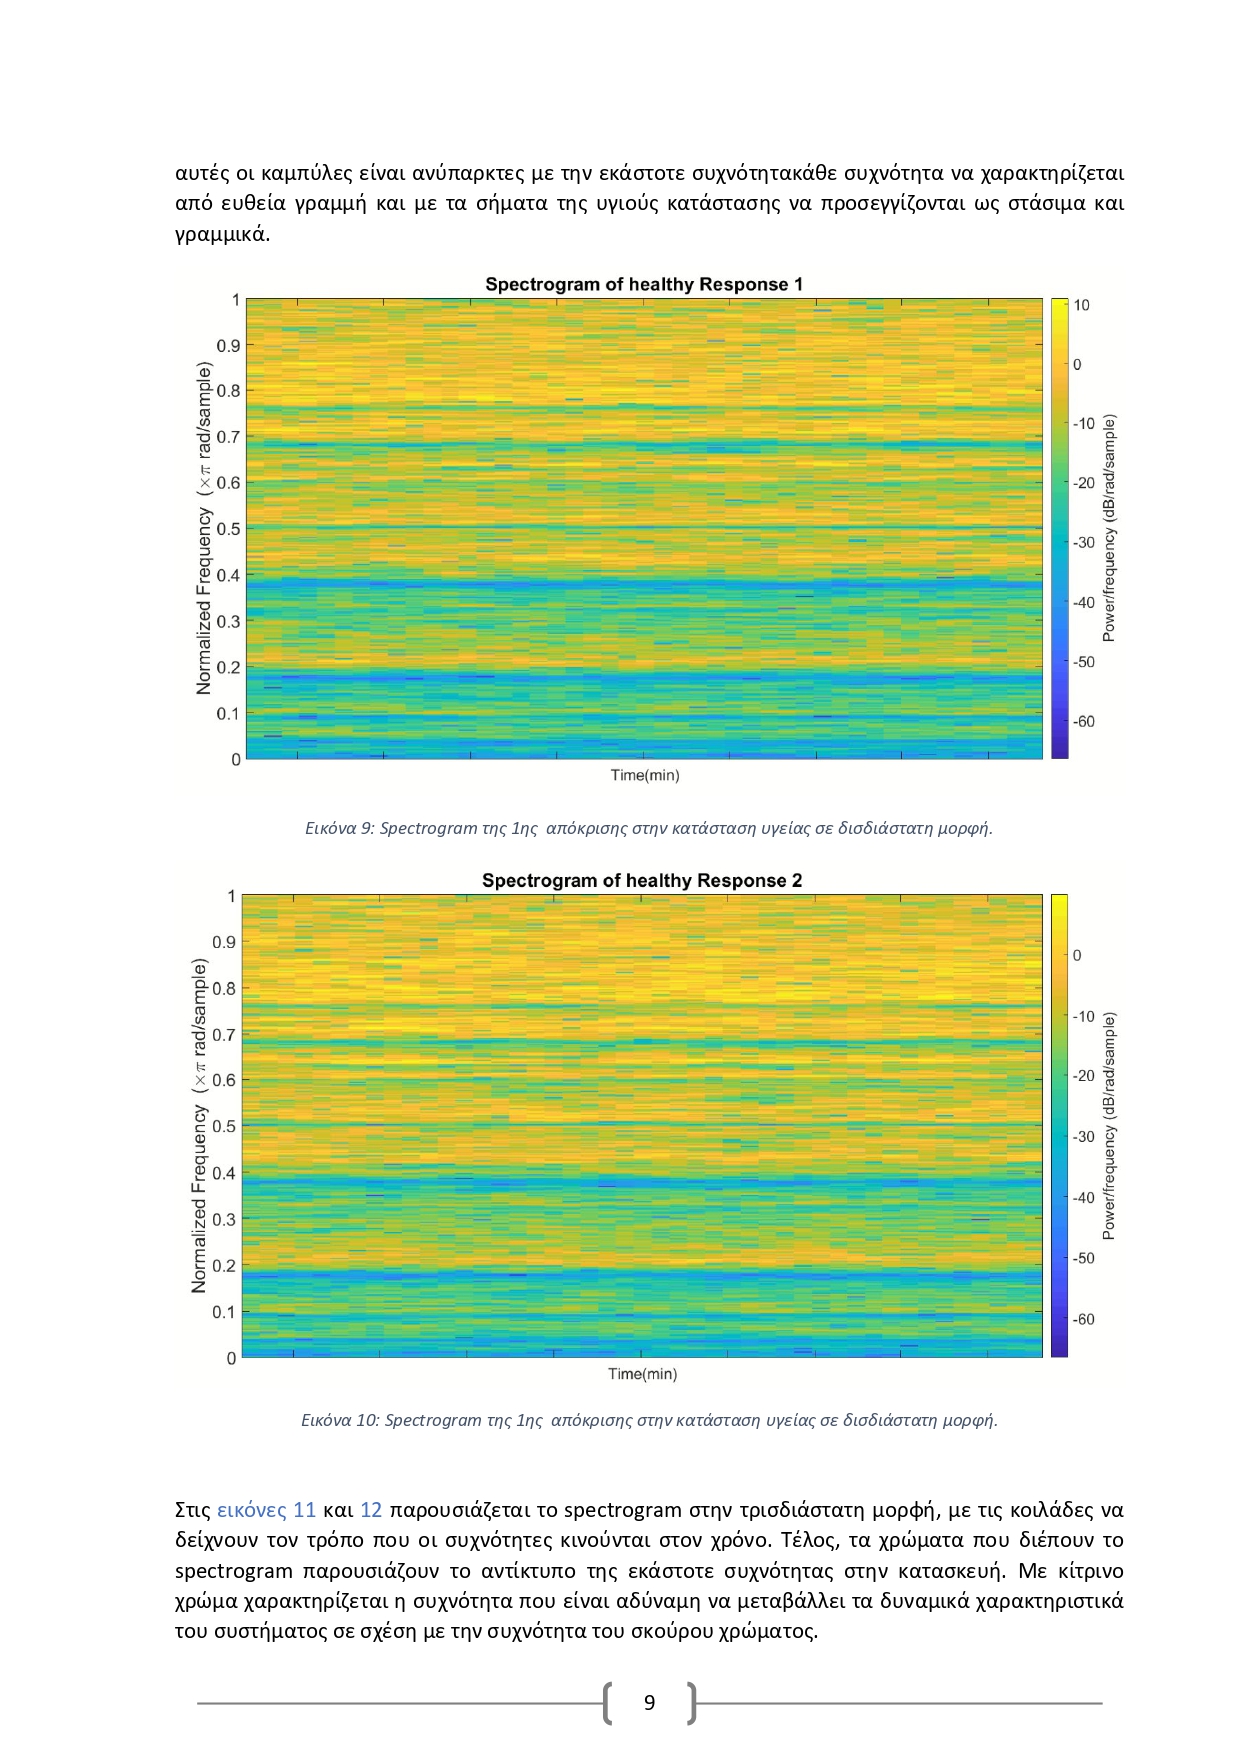 αυτές οι καμπύλες είναι ανύπαρκτες με την εκάστοτε συχνότητακάθε συχνότητα να χαρακτηρίζεται
από ευθεία γραμμή και με τα σήματα της υγιούς κατάστασης να προσεγγίζονται ως στάσιμα και
γραμμικά.
Spectrogram of healthy Response 1
1
0.9
0.8
0.7
0.6
0.5
0.4
0.3
0.2
0.1
0
Normalized Frequency (×π rad/sample)
Time(min)
10
0
-10
-20
-30
-40
-50
-60
Power/frequency (dB/rad/sample)
Εικόνα 9: Spectrogram της 1ης απόκρισης στην κατάσταση υγείας σε δισδιάστατη μορφή.
Spectrogram of healthy Response 2
1
0.9
0.8
0.7
0.6
0.5
0.4
0.3
0.2
0.1
0
Normalized Frequency (×π rad/sample)
Time(min)
0
-10
-20
-30
-40
-50
-60
Power/frequency (dB/rad/sample)
Εικόνα 10: Spectrogram της 1ης απόκρισης στην κατάσταση υγείας σε δισδιάστατη μορφή.
Στις εικόνες 11 και 12 παρουσιάζεται το spectrogram στην τρισδιάστατη μορφή, με τις κοιλάδες να
δείχνουν τον τρόπο που οι συχνότητες κινούνται στον χρόνο. Τέλος, τα χρώματα που διέπουν το
spectrogram παρουσιάζουν το αντίκτυπο της εκάστοτε συχνότητας στην κατασκευή. Με κίτρινο
χρώμα χαρακτηρίζεται η συχνότητα που είναι αδύναμη να μεταβάλλει τα δυναμικά χαρακτηριστικά
του συστήματος σε σχέση με την συχνότητα του σκούρου χρώματος.
9